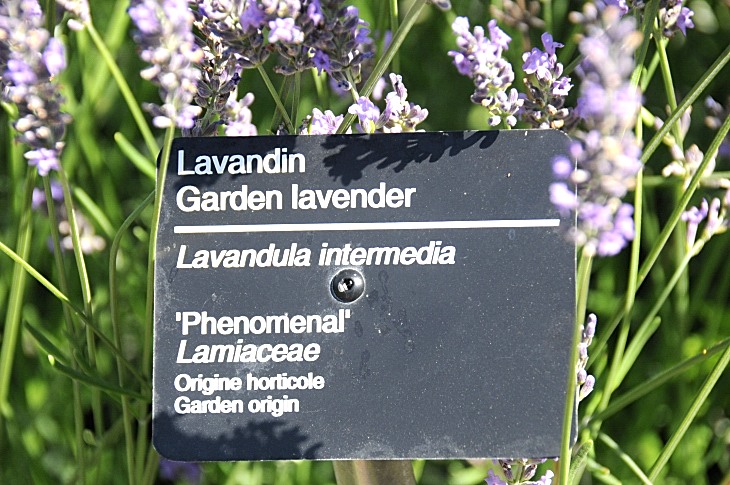 Lavandin
Garden lavender
Lavandula intermedia
'Phenomenal'
Lamiaceae
Origine horticole
Garden origin